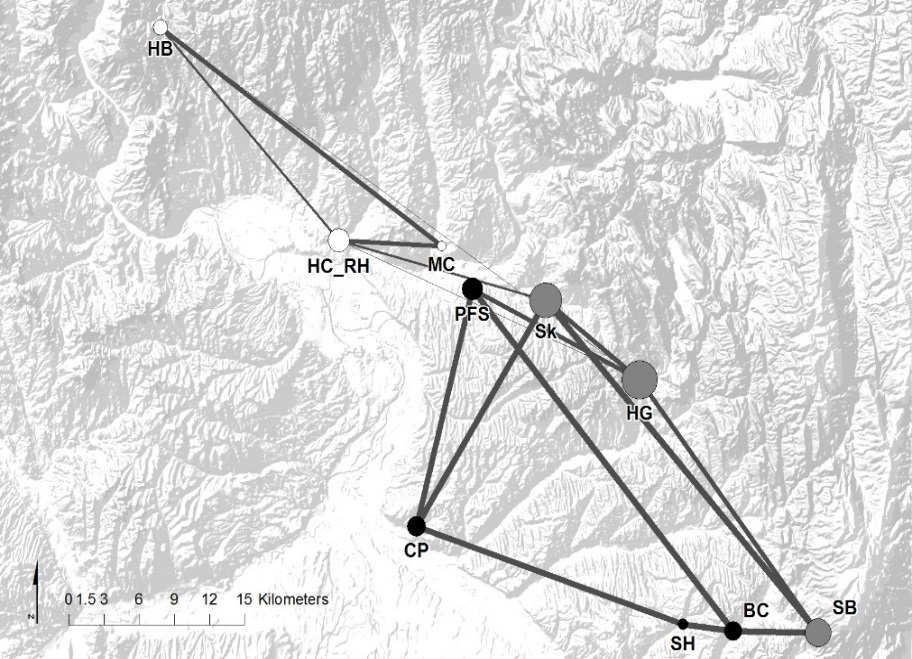 HB
HC_RH
MC
PFS
Sk
HG
CP
SH
BC
SB
N
0 1.5 3 6 9 12 15 Kilometers